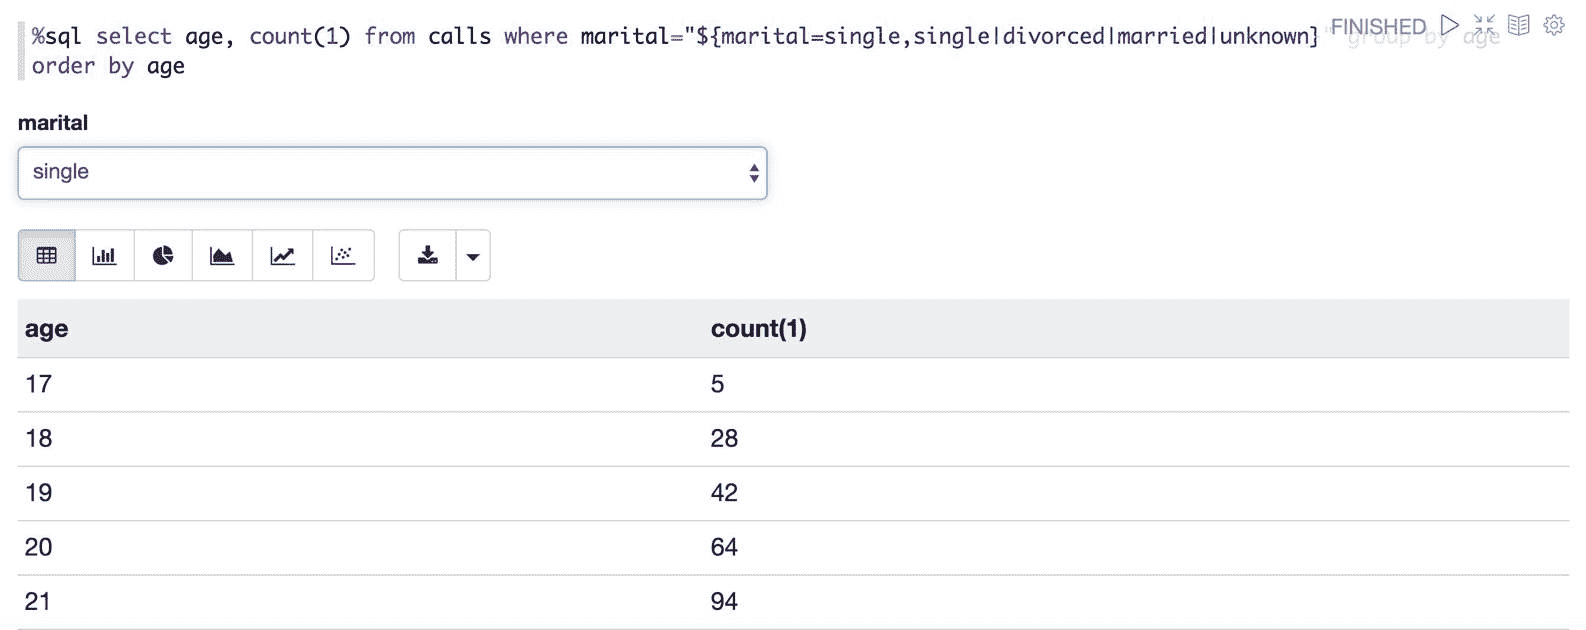 %sql select age, count(1) from calls where marital="${marital=single,single|divorced|married|unknown}" group by age
FINISHED
order by age
marital
single
age count(1)
17 5
18 28
19 42
20 64
21 94